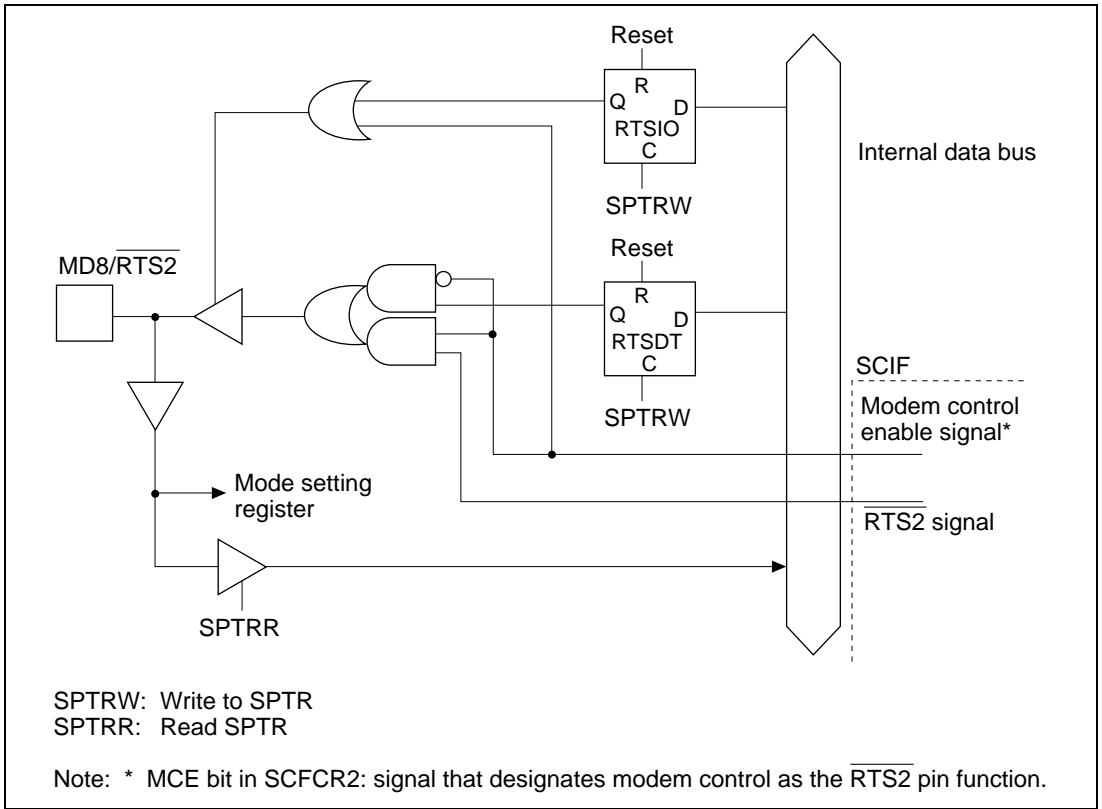 Reset
R
Q
D
RTSIO
C
SPTRW
Internal data bus
MD8/RTS2
Reset
R
Q
D
RTSDT
C
SPTRW
SCIF
Modem control
enable signal*
RTS2 signal
Mode setting
register
SPTRR
SPTRW: Write to SPTR
SPTRR: Read SPTR
Note: * MCE bit in SCFCR2: signal that designates modem control as the RTS2 pin function.